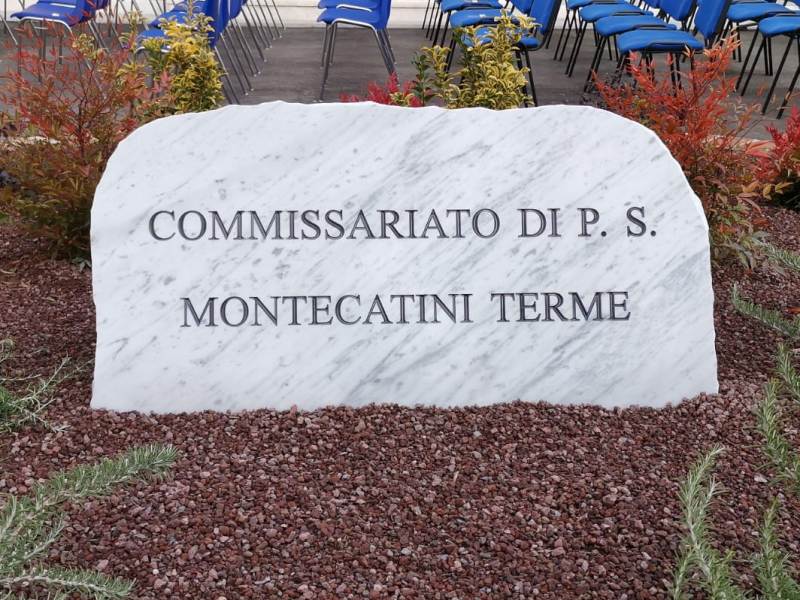 COMMISSARIATO DI P. S.
MONTECATINI TERME